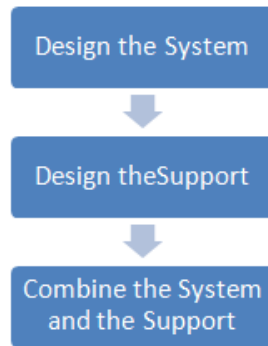 Design the System
Design theSupport
Combine the System
and the Support